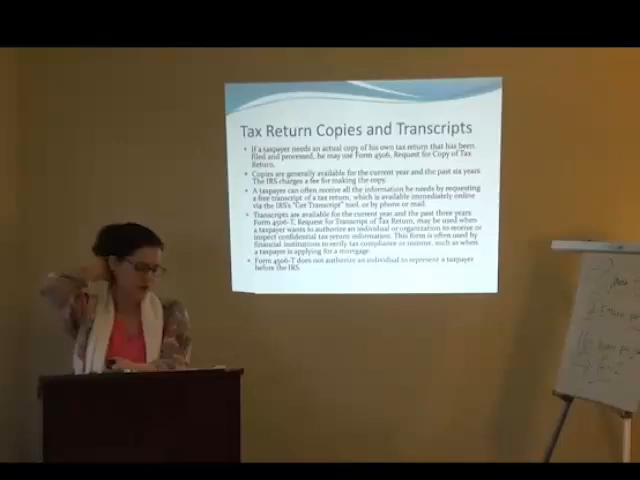 Tax Return Copies and Transcripts
• If a taxpayer needs an actual copy of his own tax return that has been
filed and processed, he may use Form 4506, Request for Copy of Tax
Return.
• Copies are generally available for the current year and the past six years.
The IRS charges a fee for making the copy.
• A taxpayer can often receive all the information he needs by requesting
a free transcript of a tax return, which is available immediately online
via the IRS's "Get Transcript" tool, or by phone or mail.
• Transcripts are available for the current year and the past three years.
Form 4506-T, Request for Transcript of Tax Return, may be used when
a taxpayer wants to authorize an individual or organization to receive or
inspect confidential tax return information. This form is often used by
financial institutions to verify tax compliance or income, such as when
a taxpayer is applying for a mortgage.
• Form 4506-T does not authorize an individual to represent a taxpayer
before the IRS.